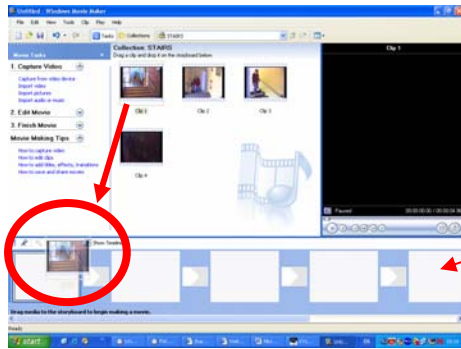 Untitled - Windows Movie Maker
File Edit View Tools Clip Play Help
Tasks Collections STAIRS
Movie Tasks
1. Capture Video
Capture from video device
Import video
Import pictures
Import audio or music
2. Edit Movie
3. Finish Movie
Movie Making Tips
How to capture video
How to edit clips
How to add titles, effects, transitions
How to save and share movies
Collection: STAIRS
Drag a clip and drop it on the storyboard below.
Clip 1
Clip 2
Clip 3
Clip 4
Clip 1
Paused
Show Timeline
Drag media to the storyboard to begin making a movie.
Ready
start